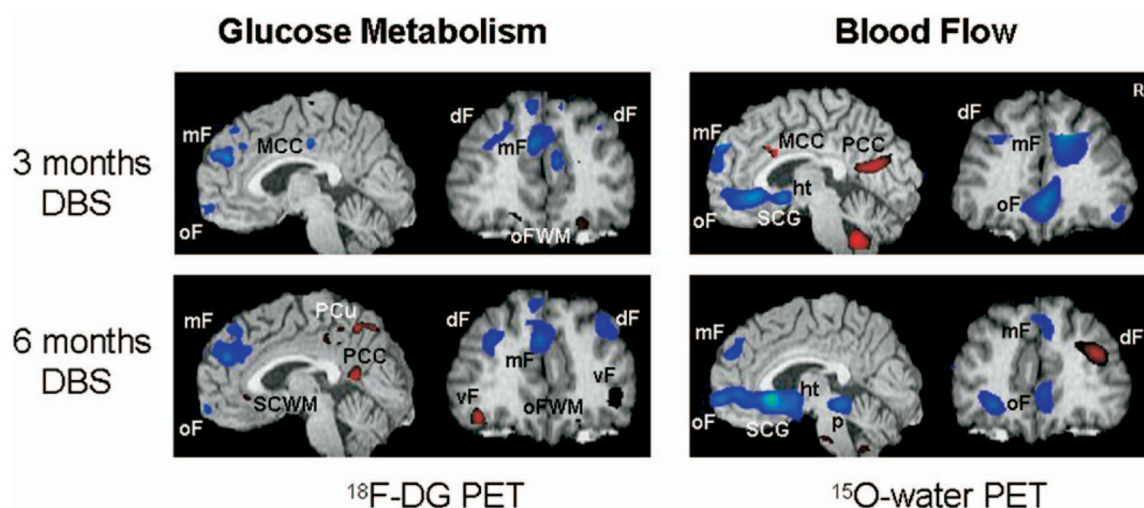 Glucose Metabolism
Blood Flow
3 months
DBS
mF
MCC
oF
dF
dF
mF
oFWM
mF
MCC
PCC
ht
oF
SCG
R
dF
mF
oF
6 months
DBS
mF
PCu
PCC
SCWM
oF
dF
dF
mF
vF
vF
oFWM
mF
ht
oF
SCG
p
mF
dF
oF
18F-DG PET
15O-water PET